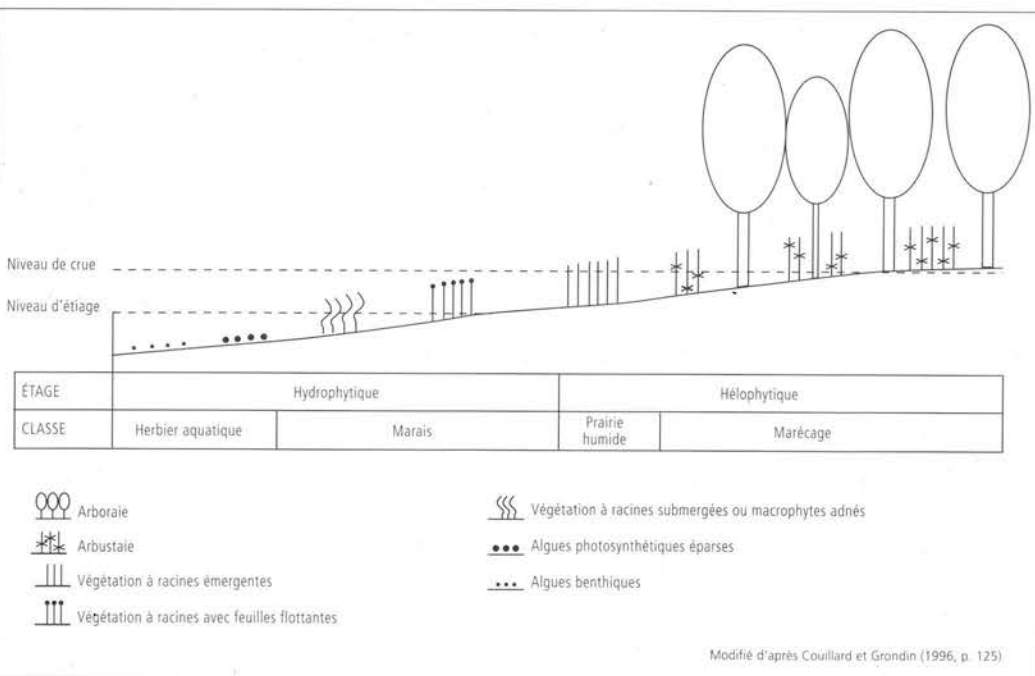 Niveau de crue
Niveau d'étiage
ÉTAGE
Hydrophytique
Hélophytique
CLASSE
Herbier aquatique
Marais
Prairie
humide
Marécage
Arboraie
Arbustaie
Végétation à racines émergentes
Végétation à racines avec feuilles flottantes
Végétation à racines submergées ou macrophytes adnés
Algues photosynthétiques éparses
Algues benthiques
Modifié d'après Couillard et Grondin (1996, p. 125)